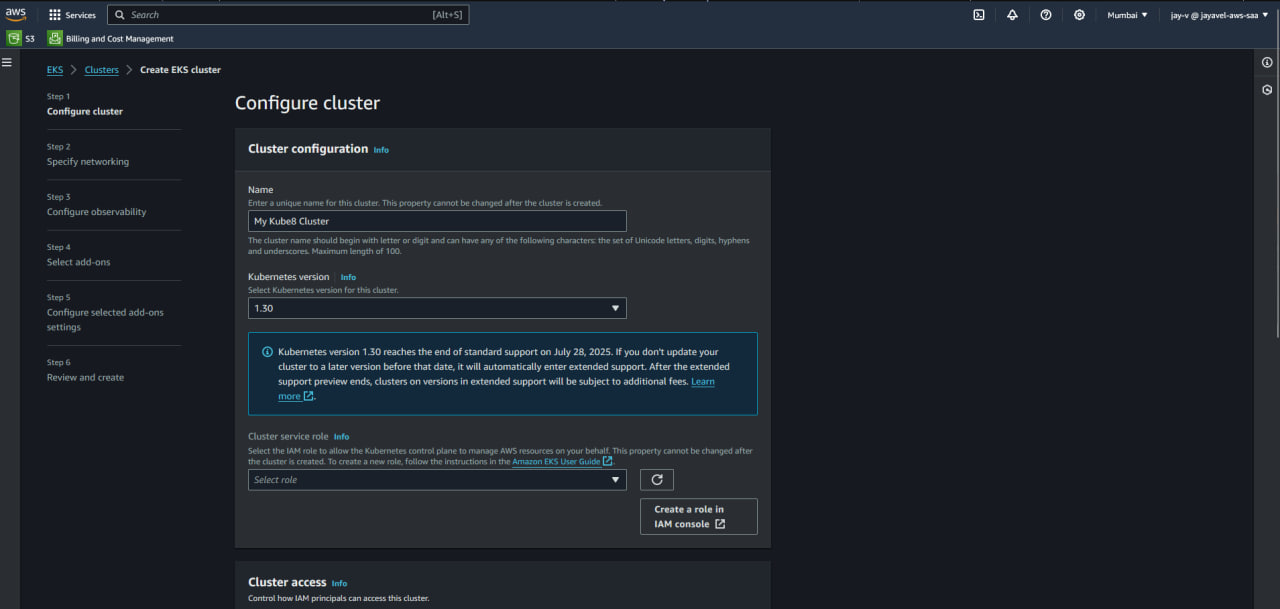 aws
Services
Search [Alt+S]
Mumbai
jay-v @ jayavel-aws-saa
S3
Billing and Cost Management
EKS
Clusters
Create EKS cluster
Step 1
Configure cluster
Step 2
Specify networking
Step 3
Configure observability
Step 4
Select add-ons
Step 5
Configure selected add-ons
settings
Step 6
Review and create
Configure cluster
Cluster configuration Info
Name
Enter a unique name for this cluster. This property cannot be changed after the cluster is created.
My Kube8 Cluster
The cluster name should begin with letter or digit and can have any of the following characters: the set of Unicode letters, digits, hyphens
and underscores. Maximum length of 100.
Kubernetes version Info
Select Kubernetes version for this cluster.
1.30
Kubernetes version 1.30 reaches the end of standard support on July 28, 2025. If you don't update your
cluster to a later version before that date, it will automatically enter extended support. After the extended
support preview ends, clusters on versions in extended support will be subject to additional fees. Learn
more.
Cluster service role Info
Select the IAM role to allow the Kubernetes control plane to manage AWS resources on your behalf. This property cannot be changed after
the cluster is created. To create a new role, follow the instructions in the Amazon EKS User Guide.
Select role
Create a role in
IAM console
Cluster access Info
Control how IAM principals can access this cluster.